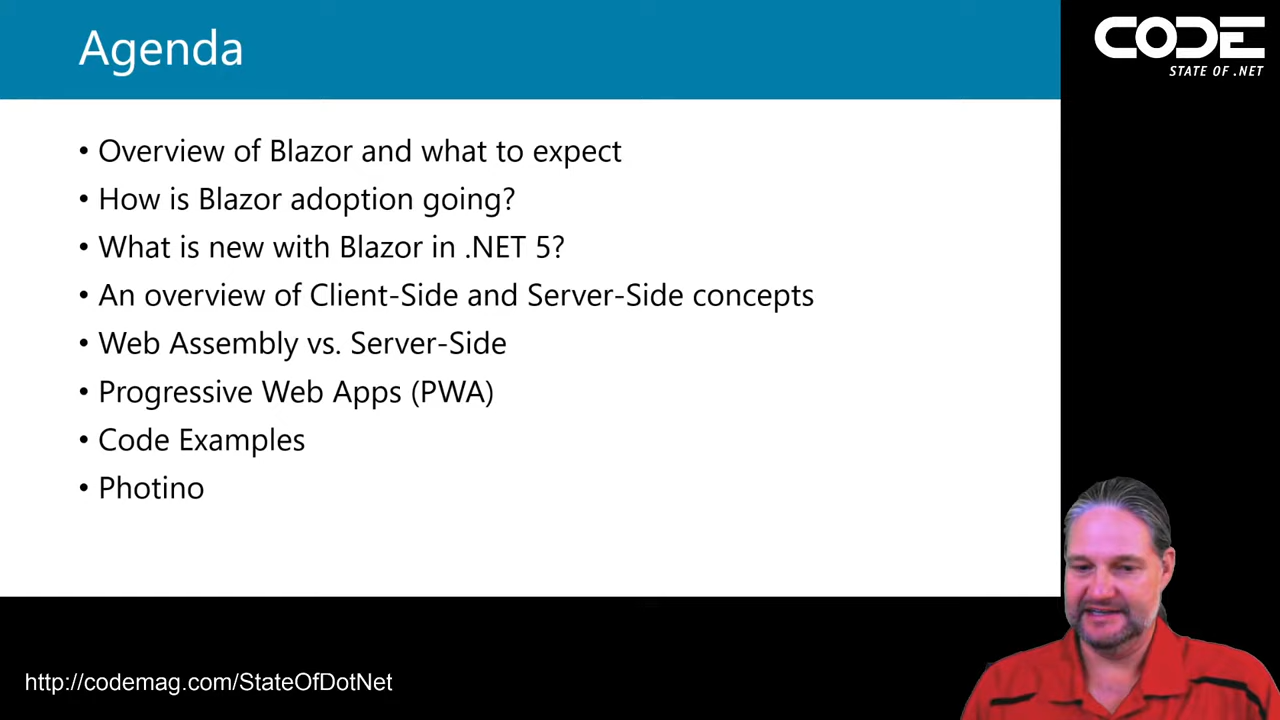 Agenda
CODE
STATE OF .NET
• Overview of Blazor and what to expect
• How is Blazor adoption going?
• What is new with Blazor in .NET 5?
• An overview of Client-Side and Server-Side concepts
• Web Assembly vs. Server-Side
• Progressive Web Apps (PWA)
• Code Examples
• Photino
http://codemag.com/StateOfDotNet